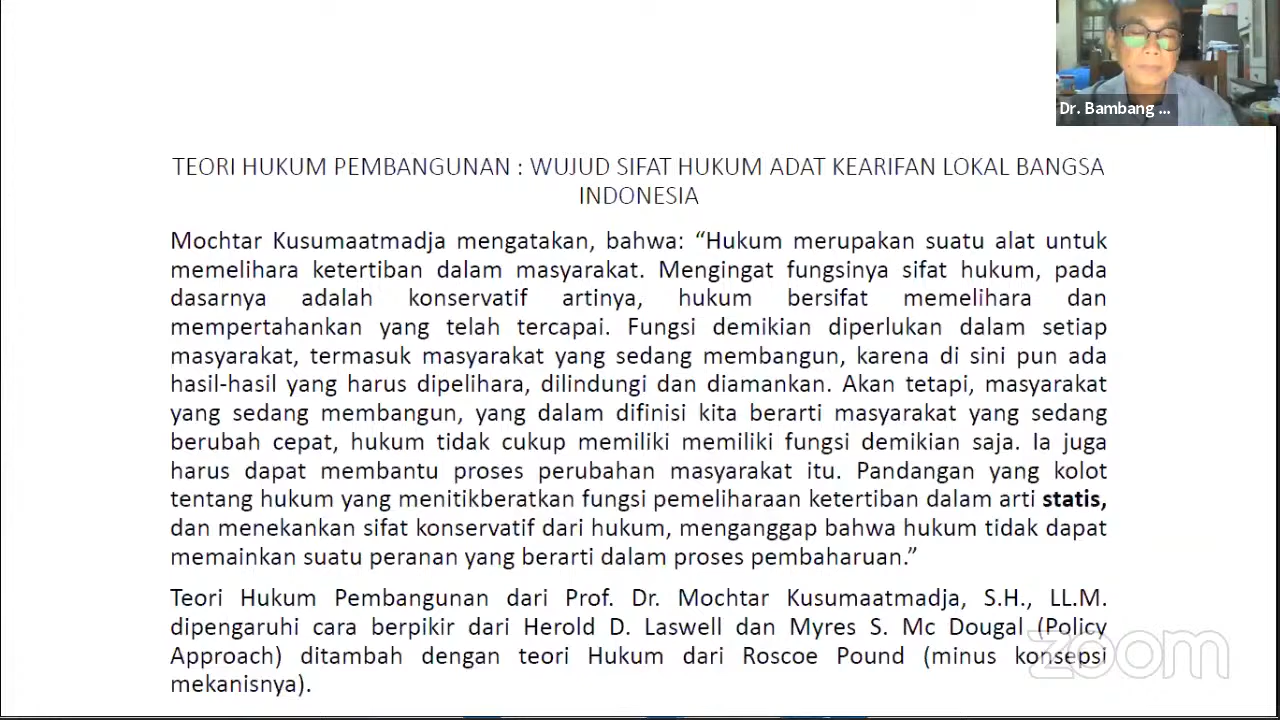 Dr. Bambang ...
TEORI HUKUM PEMBANGUNAN : WUJUD SIFAT HUKUM ADAT KEARIFAN LOKAL BANGSA
INDONESIA
Mochtar Kusumaatmadja mengatakan, bahwa: “Hukum merupakan suatu alat untuk
memelihara ketertiban dalam masyarakat. Mengingat fungsinya sifat hukum, pada
dasarnya adalah konservatif artinya, hukum bersifat memelihara dan
mempertahankan yang telah tercapai. Fungsi demikian diperlukan dalam setiap
masyarakat, termasuk masyarakat yang sedang membangun, karena di sini pun ada
hasil-hasil yang harus dipelihara, dilindungi dan diamankan. Akan tetapi, masyarakat
yang sedang membangun, yang dalam difinisi kita berarti masyarakat yang sedang
berubah cepat, hukum tidak cukup memiliki memiliki fungsi demikian saja. Ia juga
harus dapat membantu proses perubahan masyarakat itu. Pandangan yang kolot
tentang hukum yang menitikberatkan fungsi pemeliharaan ketertiban dalam arti statis,
dan menekankan sifat konservatif dari hukum, menganggap bahwa hukum tidak dapat
memainkan suatu peranan yang berarti dalam proses pembaharuan.”
Teori Hukum Pembangunan dari Prof. Dr. Mochtar Kusumaatmadja, S.H., LL.M.
dipengaruhi cara berpikir dari Herold D. Laswell dan Myres S. Mc Dougal (Policy
Approach) ditambah dengan teori Hukum dari Roscoe Pound (minus konsepsi
mekanisnya).
zoom